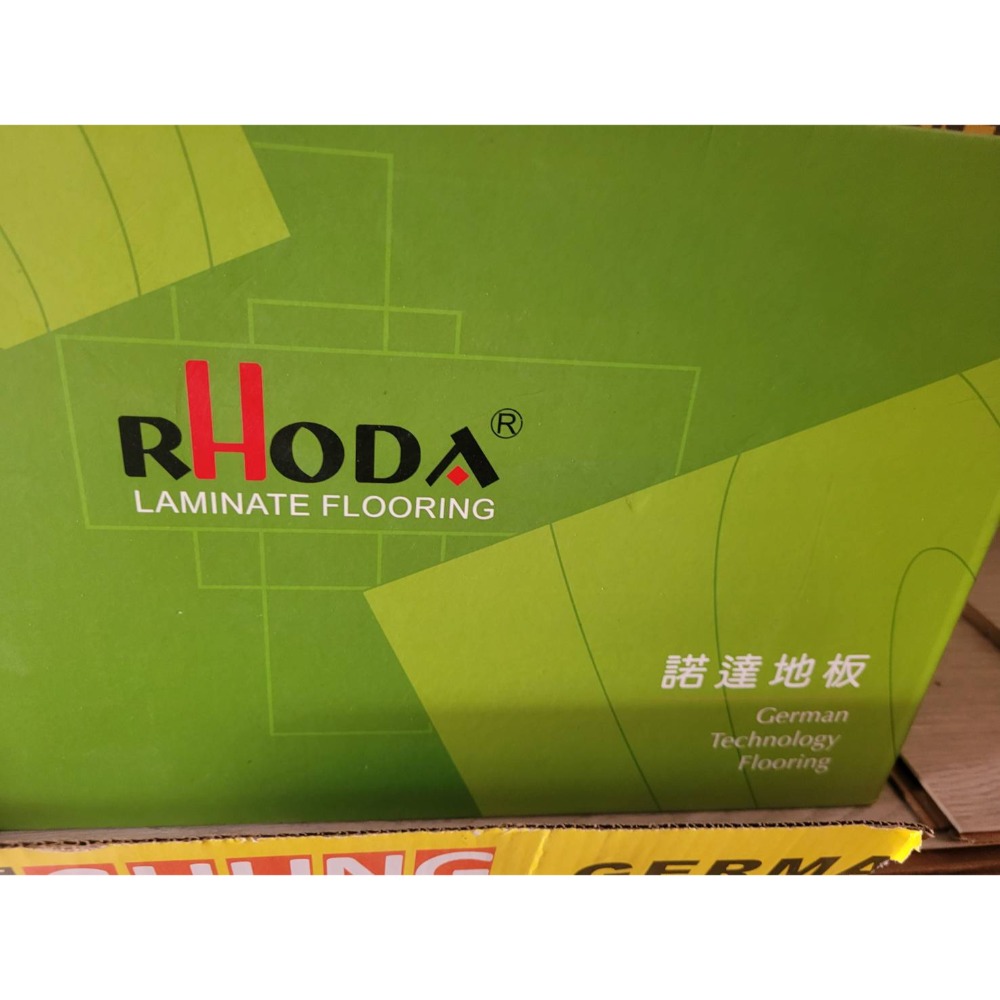 RHODA®
LAMINATE FLOORING
諾達地板
German
Technology
Flooring